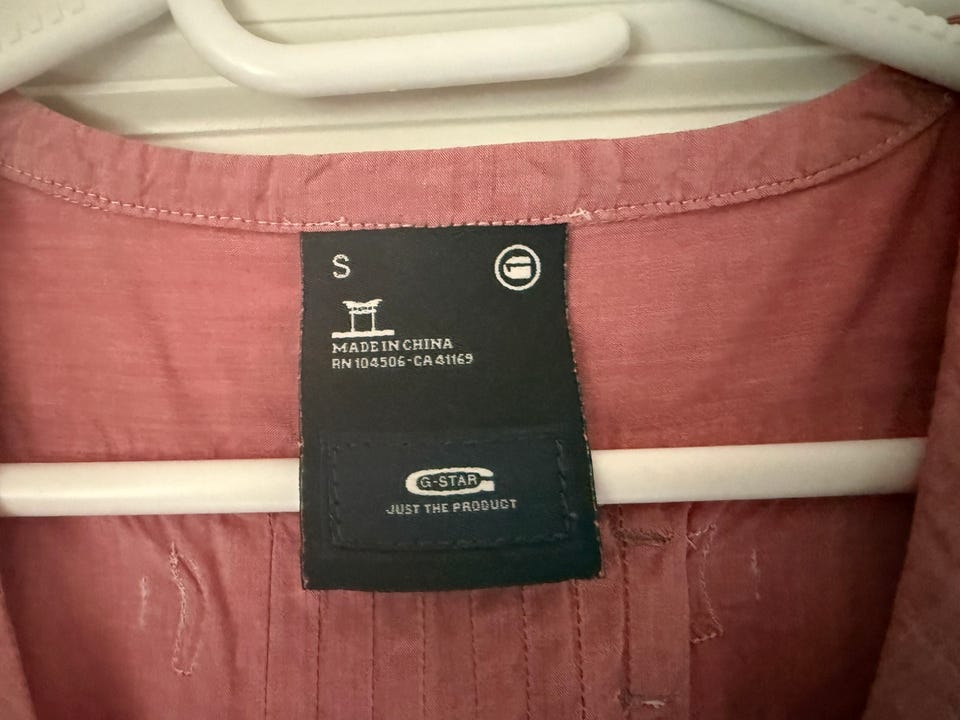 S
MADE IN CHINA
RN 104506-CA 41169
G-STAR
JUST THE PRODUCT